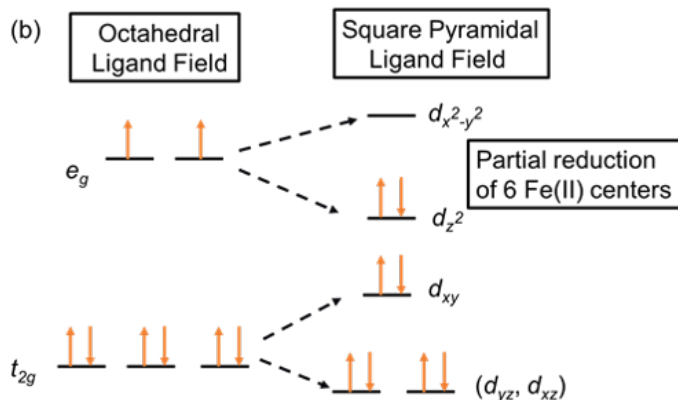 (b)
Octahedral
Ligand Field
Square Pyramidal
Ligand Field
e_g
d_x²-y²
Partial reduction
of 6 Fe(II) centers
d_z²
d_xy
t_2g
(d_yz, d_xz)